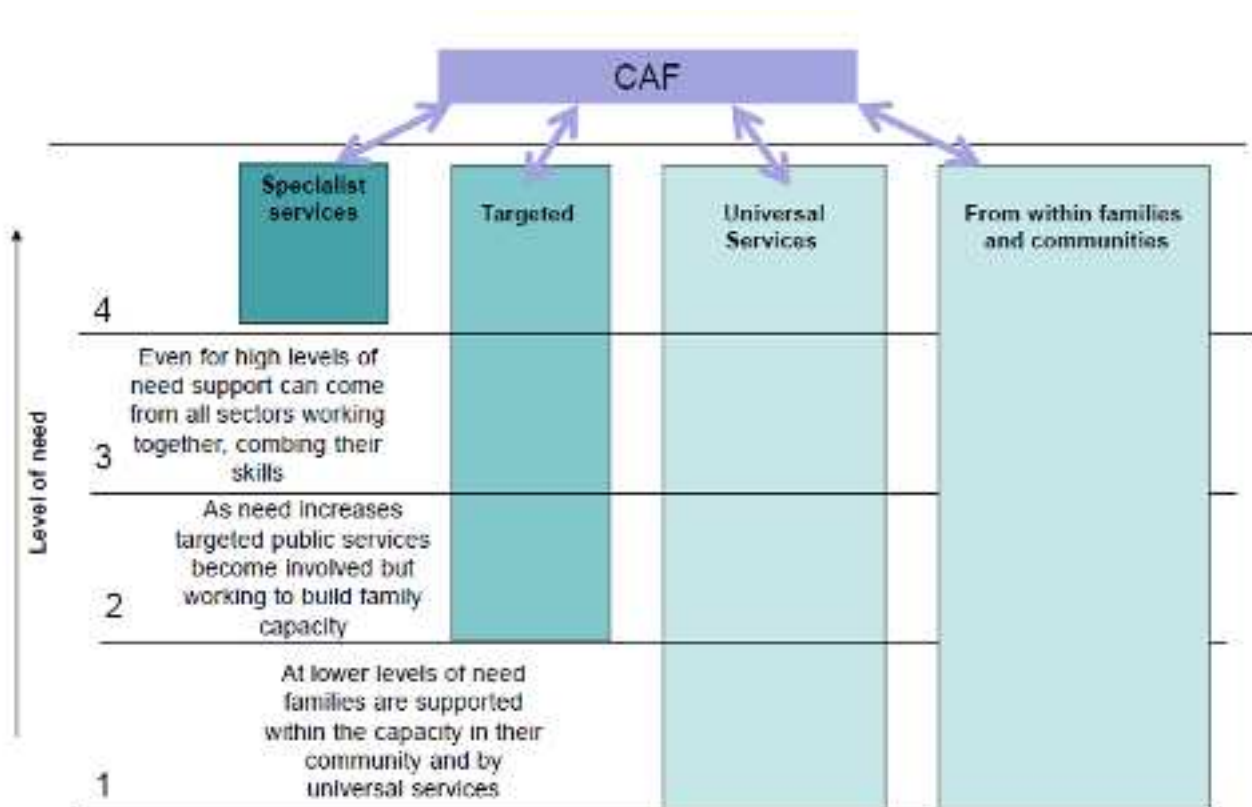 CAF
Specialist
services
Targeted
Universal
Services
From within families
and communities
Level of need
4
Even for high levels of
need support can come
from all sectors working
together, combing their
skills
3
As need increases
targeted public services
become involved but
working to build family
capacity
2
At lower levels of need
families are supported
within the capacity in their
community and by
universal services
1